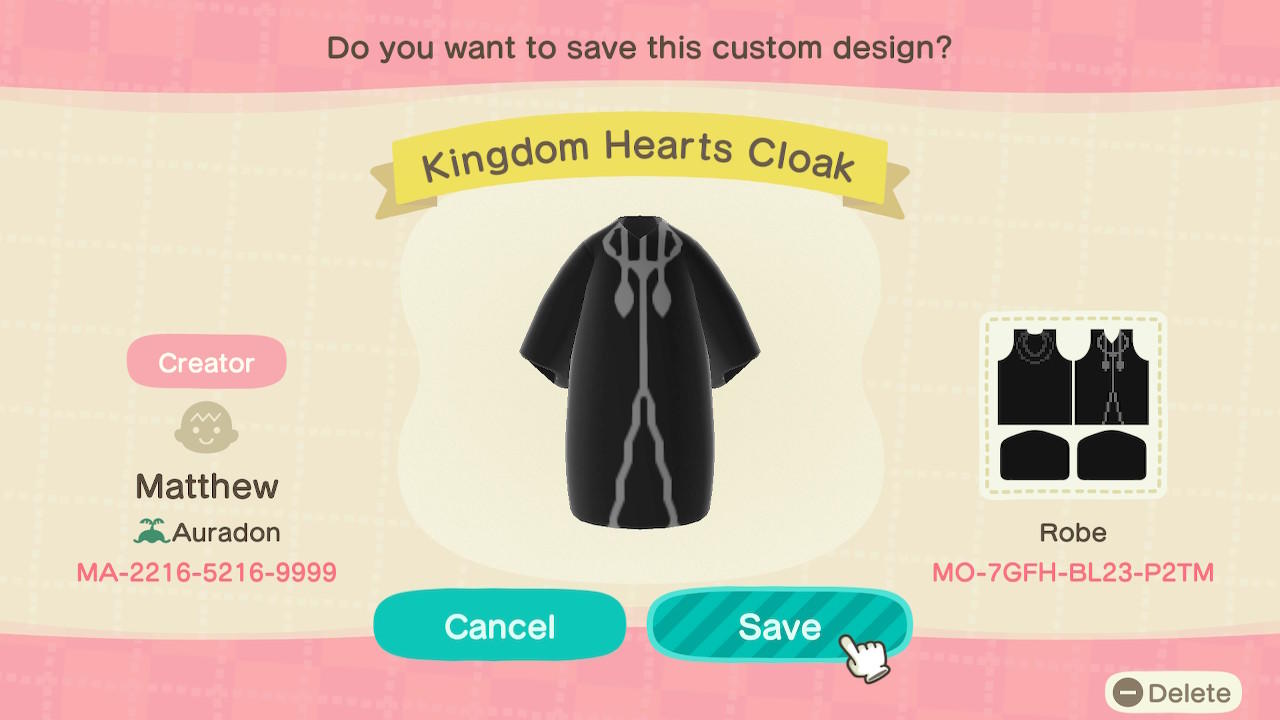 Do you want to save this custom design?
Kingdom Hearts Cloak
Creator
Matthew
Auradon
MA-2216-5216-9999
Robe
MO-7GFH-BL23-P2TM
Cancel
Save
Delete